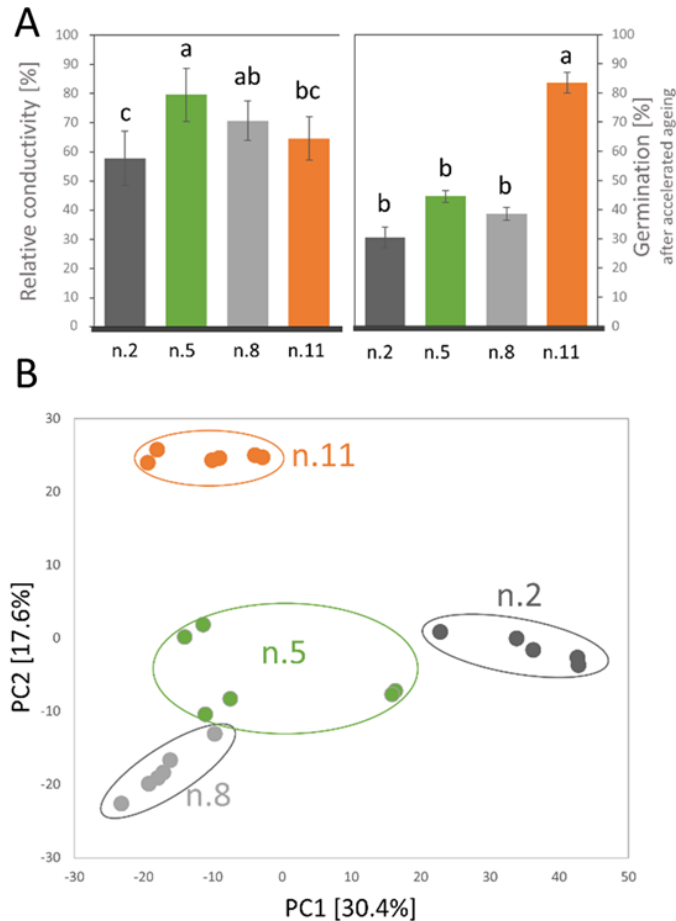 A
Relative conductivity [%]
100
90
80
70
60
50
40
30
20
10
0
c
a
ab
bc
n.2
n.5
n.8
n.11
b
b
b
a
n.2
n.5
n.8
n.11
100
90
80
70
60
50
40
30
20
10
0
Germination [%]
after accelerated ageing
B
PC2 [17.6%]
30
20
10
0
-10
-20
-30
n.11
n.2
n.5
n.8
-30
-20
-10
0
10
20
30
40
50
PC1 [30.4%]